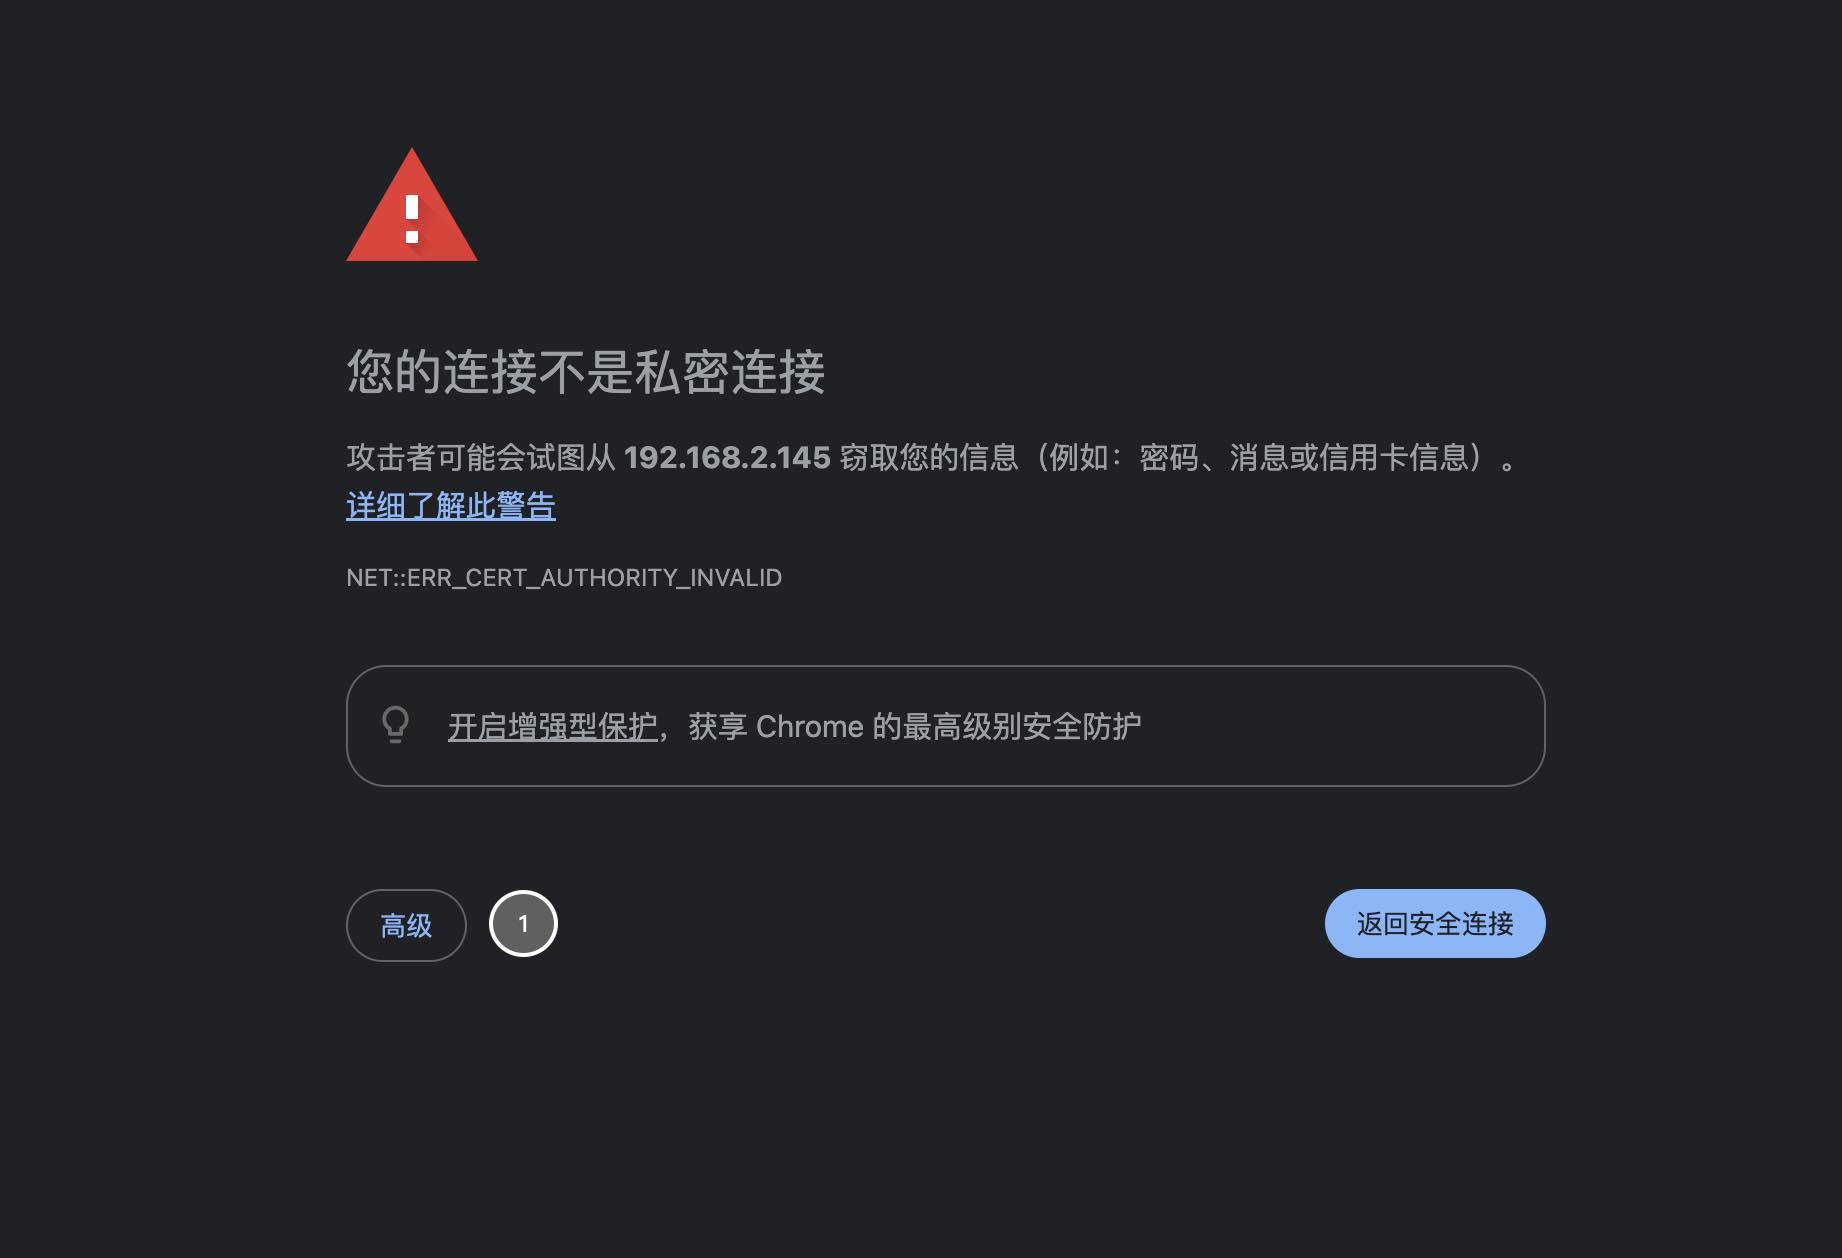 您的连接不是私密连接
攻击者可能会试图从 192.168.2.145 窃取您的信息（例如：密码、消息或信用卡信息）。
详细了解此警告
NET::ERR_CERT_AUTHORITY_INVALID
开启增强型保护，获享 Chrome 的最高级别安全防护
高级
1
返回安全连接